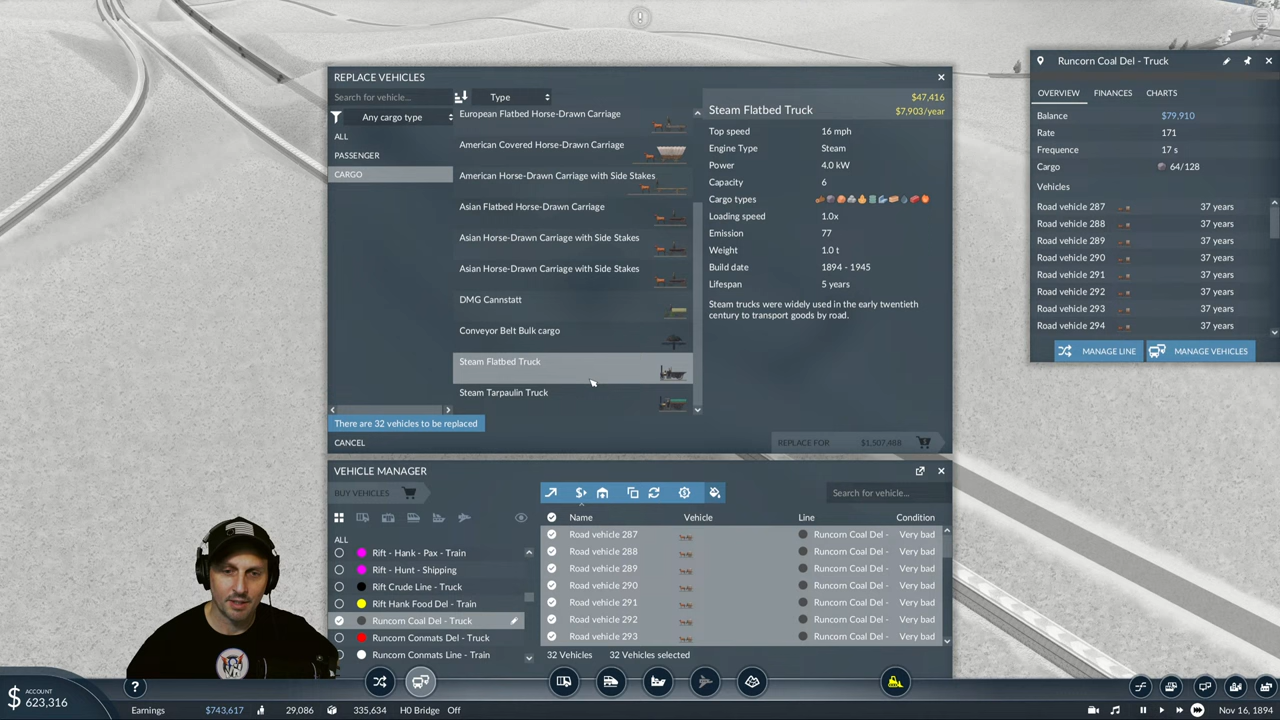 REPLACE VEHICLES
Search for vehicle...
Type
Any cargo type
ALL
PASSENGER
CARGO
European Flatbed Horse-Drawn Carriage
American Covered Horse-Drawn Carriage
American Horse-Drawn Carriage with Side Stakes
Asian Flatbed Horse-Drawn Carriage
Asian Horse-Drawn Carriage with Side Stakes
Asian Horse-Drawn Carriage with Side Stakes
DMG Cannstatt
Conveyor Belt Bulk cargo
Steam Flatbed Truck
Steam Tarpaulin Truck
$47,416
Steam Flatbed Truck
$7,903/year
Top speed 16 mph
Engine Type Steam
Power 4.0 kW
Capacity 6
Cargo types
Loading speed 1.0x
Emission 77
Weight 1.0 t
Build date 1894 - 1945
Lifespan 5 years
Steam trucks were widely used in the early twentieth
century to transport goods by road.
There are 32 vehicles to be replaced
CANCEL
REPLACE FOR $1,507,488
Runcorn Coal Del - Truck
OVERVIEW FINANCES CHARTS
Balance $79,910
Rate 171
Frequence 17 s
Cargo 64/128
Vehicles
Road vehicle 287 37 years
Road vehicle 288 37 years
Road vehicle 289 37 years
Road vehicle 290 37 years
Road vehicle 291 37 years
Road vehicle 292 37 years
Road vehicle 293 37 years
Road vehicle 294 37 years
MANAGE LINE MANAGE VEHICLES
VEHICLE MANAGER
BUY VEHICLES
Search for vehicle...
ALL
Rift - Hank - Pax - Train
Rift - Hunt - Shipping
Rift Crude Line - Truck
Rift Hank Food Del - Train
Runcorn Coal Del - Truck
Runcorn Conmats Del - Truck
Runcorn Conmats Line - Train
Name Vehicle Line Condition
Road vehicle 287 Runcorn Coal Del - Very bad
Road vehicle 288 Runcorn Coal Del - Very bad
Road vehicle 289 Runcorn Coal Del - Very bad
Road vehicle 290 Runcorn Coal Del - Very bad
Road vehicle 291 Runcorn Coal Del - Very bad
Road vehicle 292 Runcorn Coal Del - Very bad
Road vehicle 293 Runcorn Coal Del - Very bad
32 Vehicles 32 Vehicles selected
$ ACCOUNT
623,316
?
Earnings $743,617 29,086 335,634 H0 Bridge Off
Nov 16, 1894